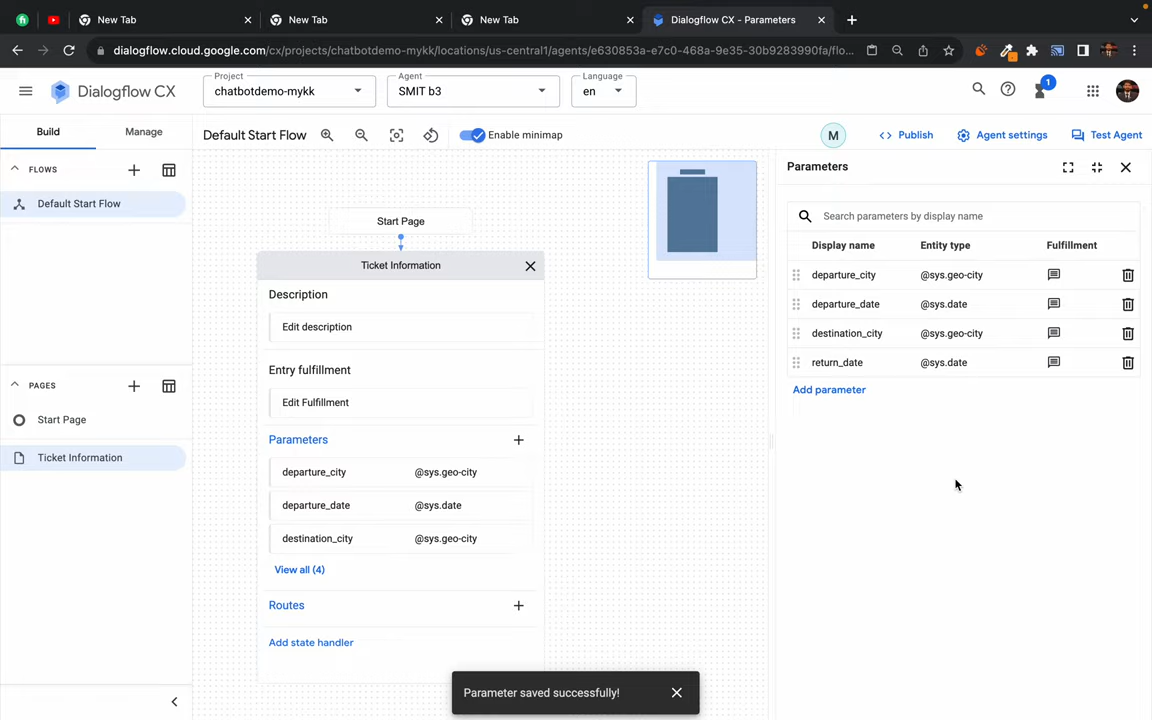 New Tab
New Tab
New Tab
Dialogflow CX - Parameters
dialogflow.cloud.google.com/cx/projects/chatbotdemo-mykk/locations/us-central1/agents/e630853a-e7c0-468a-9e35-30b9283990fa/flo...
Dialogflow CX
Project
chatbotdemo-mykk
Agent
SMIT b3
Language
en
1
Build
Manage
Default Start Flow
Enable minimap
M
Publish
Agent settings
Test Agent
FLOWS
Default Start Flow
PAGES
Start Page
Ticket Information
Start Page
Ticket Information
Description
Edit description
Entry fulfillment
Edit Fulfillment
Parameters
departure_city @sys.geo-city
departure_date @sys.date
destination_city @sys.geo-city
View all (4)
Routes
Add state handler
Parameters
Search parameters by display name
Display name Entity type Fulfillment
departure_city @sys.geo-city
departure_date @sys.date
destination_city @sys.geo-city
return_date @sys.date
Add parameter
Parameter saved successfully!